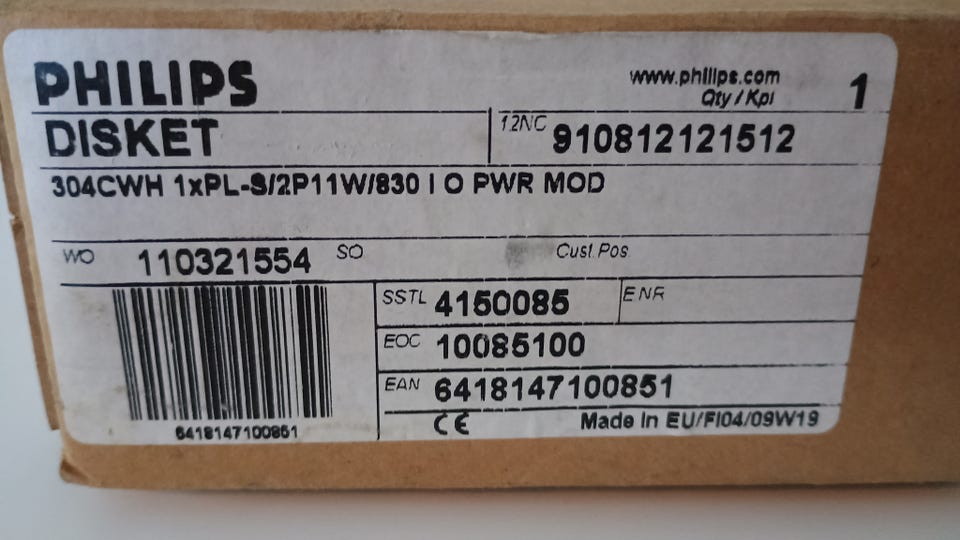 PHILIPS
www.philips.com
Qty / Kpl 1
DISKET
12NC 910812121512
304CWH 1xPL-S/2P11W/830 I O PWR MOD
WO 110321554 SO Cust.Pos
SSTL 4150085 ENR
EOC 10085100
EAN 6418147100851
6418147100851
CE Made In EU/FI04/09W19